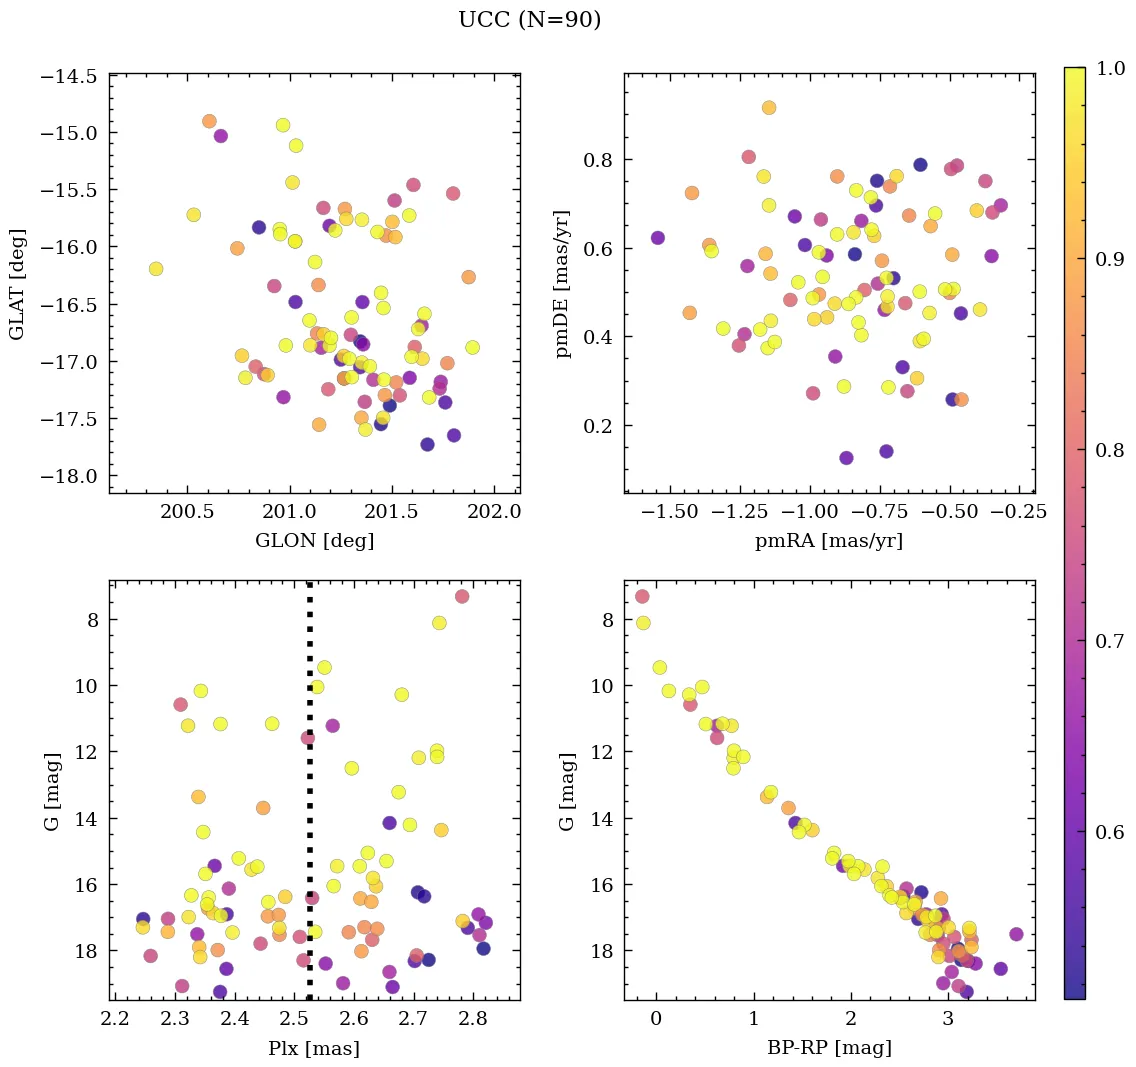 UCC (N=90)
−14.5
−15.0
−15.5
−16.0
−16.5
−17.0
−17.5
−18.0
GLAT [deg]
200.5 201.0 201.5 202.0
GLON [deg]
0.8
0.6
0.4
0.2
pmDE [mas/yr]
−1.50 −1.25 −1.00 −0.75 −0.50 −0.25
pmRA [mas/yr]
1.0
0.9
0.8
0.7
0.6
8
10
12
14
16
18
G [mag]
2.2 2.3 2.4 2.5 2.6 2.7 2.8
Plx [mas]
8
10
12
14
16
18
G [mag]
0 1 2 3
BP-RP [mag]